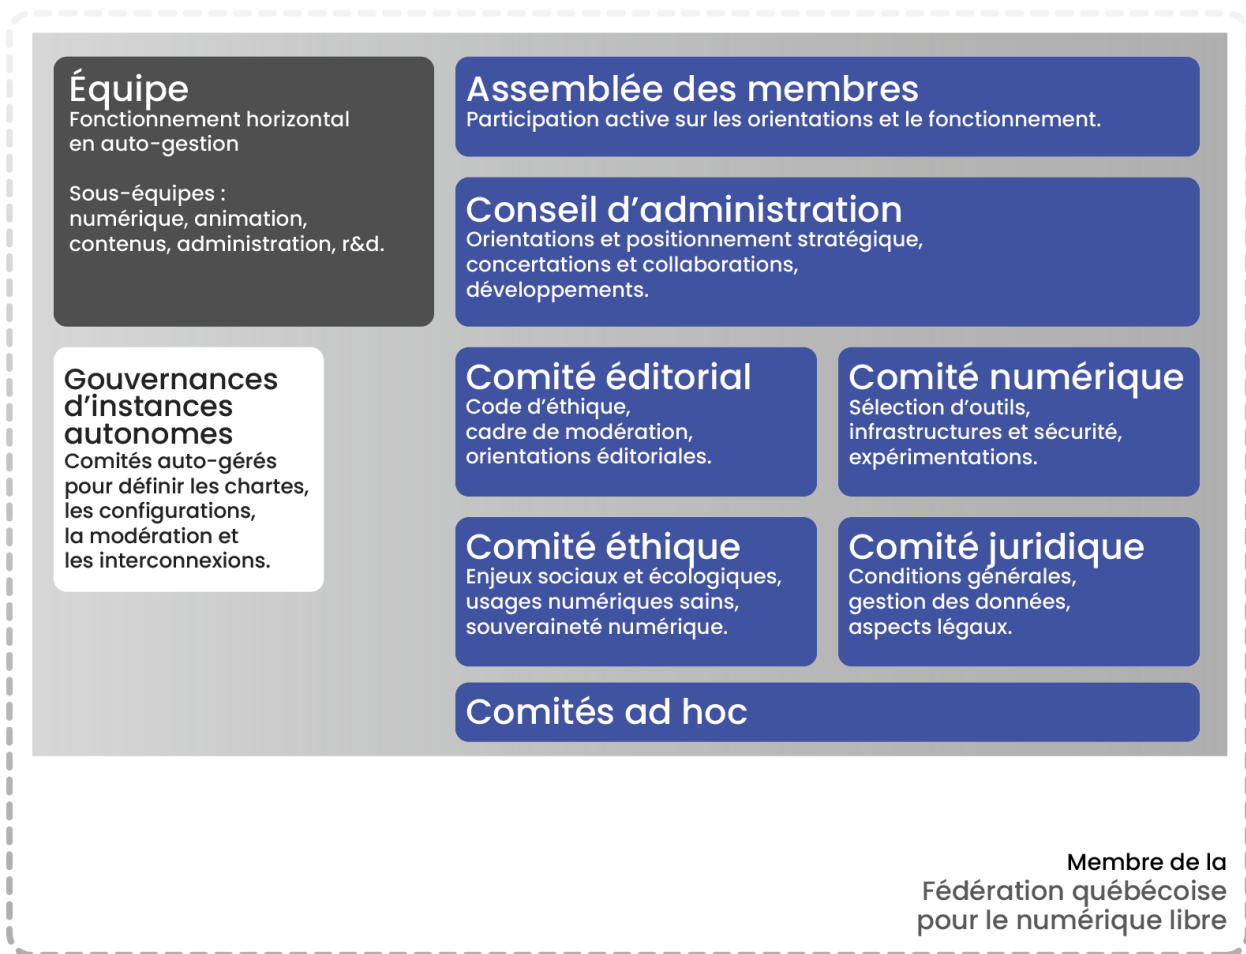 Équipe
Fonctionnement horizontal
en auto-gestion
Sous-équipes :
numérique, animation,
contenus, administration, r&d.
Assemblée des membres
Participation active sur les orientations et le fonctionnement.
Conseil d’administration
Orientations et positionnement stratégique,
concertations et collaborations,
développements.
Gouvernances
d’instances
autonomes
Comités auto-gérés
pour définir les chartes,
les configurations,
la modération et
les interconnexions.
Comité éditorial
Code d’éthique,
cadre de modération,
orientations éditoriales.
Comité numérique
Sélection d’outils,
infrastructures et sécurité,
expérimentations.
Comité éthique
Enjeux sociaux et écologiques,
usages numériques sains,
souveraineté numérique.
Comité juridique
Conditions générales,
gestion des données,
aspects légaux.
Comités ad hoc
Membre de la
Fédération québécoise
pour le numérique libre